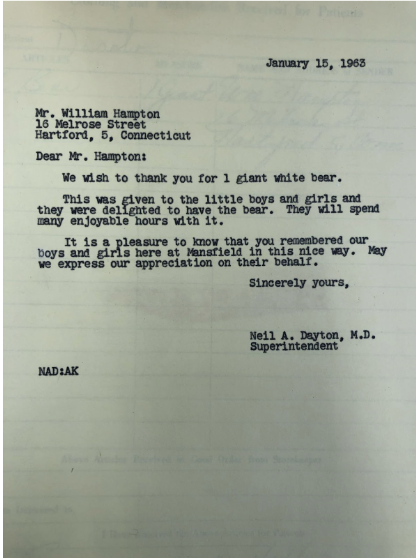 January 15, 1963
Mr. William Hampton
16 Melrose Street
Hartford, 5, Connecticut
Dear Mr. Hampton:
We wish to thank you for 1 giant white bear.
This was given to the little boys and girls and
they were delighted to have the bear. They will spend
many enjoyable hours with it.
It is a pleasure to know that you remembered our
boys and girls here at Mansfield in this nice way. May
we express our appreciation on their behalf.
Sincerely yours,
Neil A. Dayton, M.D.
Superintendent
NAD:AK